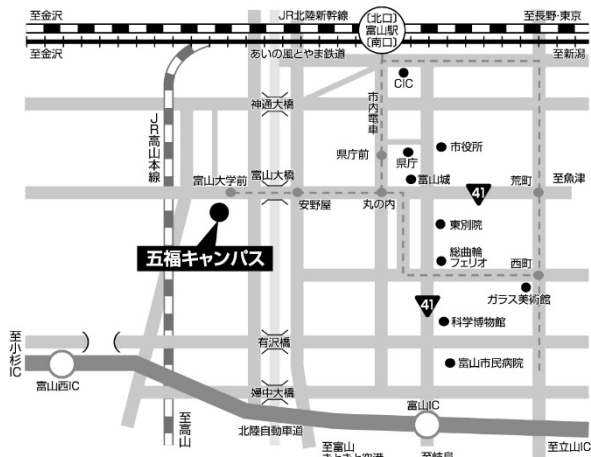 至金沢
JR北陸新幹線
〔北口〕
富山駅
〔南口〕
至長野・東京
至金沢
あいの風とやま鉄道
至新潟
CiC
神通大橋
市内電車
JR高山本線
県庁前
県庁
市役所
富山大学前
富山大橋
富山城
41
荒町
至魚津
安野屋
丸の内
東別院
五福キャンパス
総曲輪
フェリオ
西町
ガラス美術館
41
科学博物館
至小杉IC
有沢橋
富山市民病院
富山西IC
婦中大橋
富山IC
至高山
北陸自動車道
至富山
至立山IC